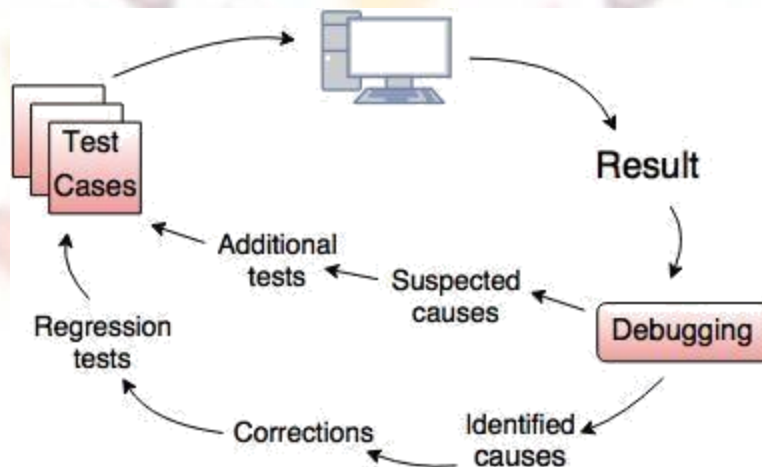 Test
Cases
Result
Additional
tests
Suspected
causes
Debugging
Regression
tests
Corrections
Identified
causes